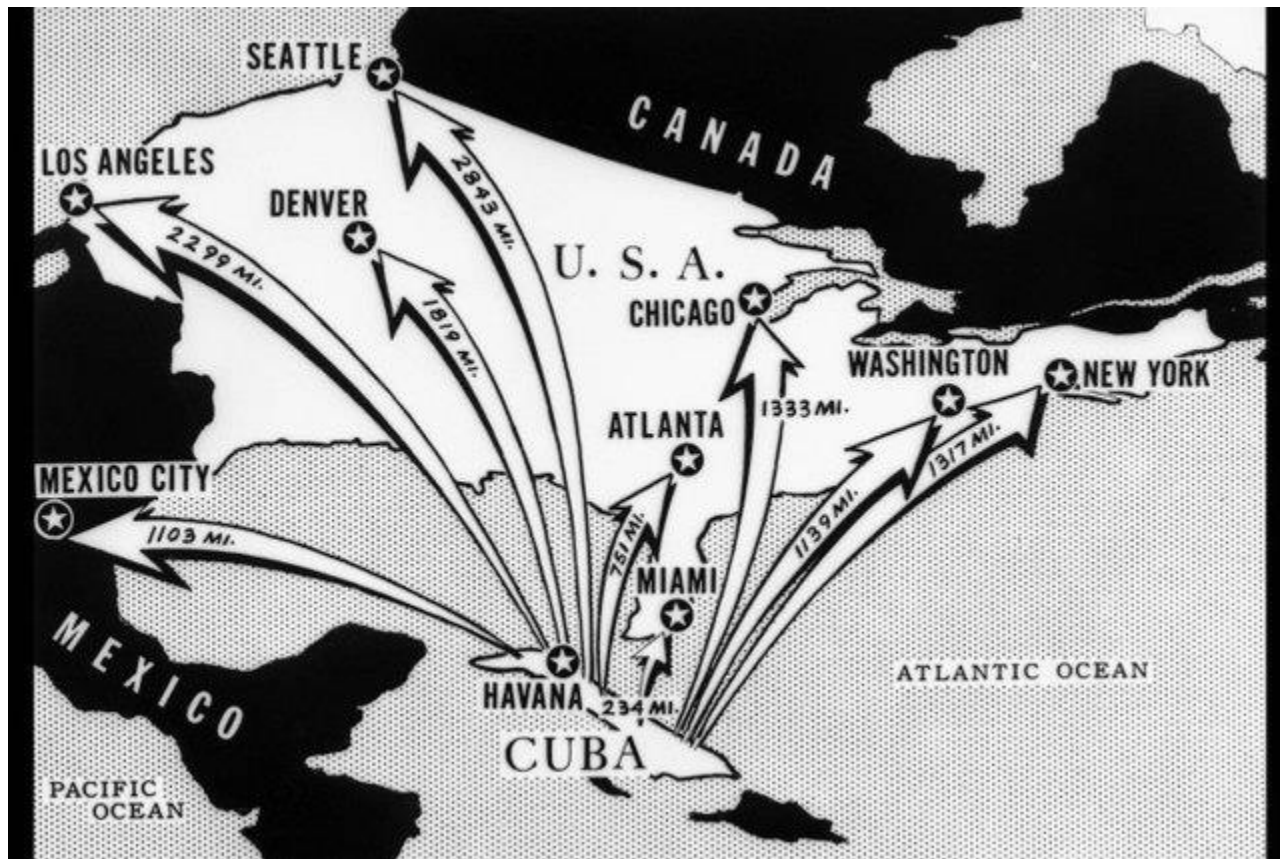 SEATTLE
CANADA
LOS ANGELES
2843 MI.
DENVER
2299 MI.
U. S. A.
CHICAGO
1819 MI.
WASHINGTON
NEW YORK
1333 MI.
ATLANTA
1317 MI.
MEXICO CITY
1103 MI.
751 MI.
1139 MI.
MIAMI
MEXICO
ATLANTIC OCEAN
HAVANA
234 MI.
CUBA
PACIFIC
OCEAN